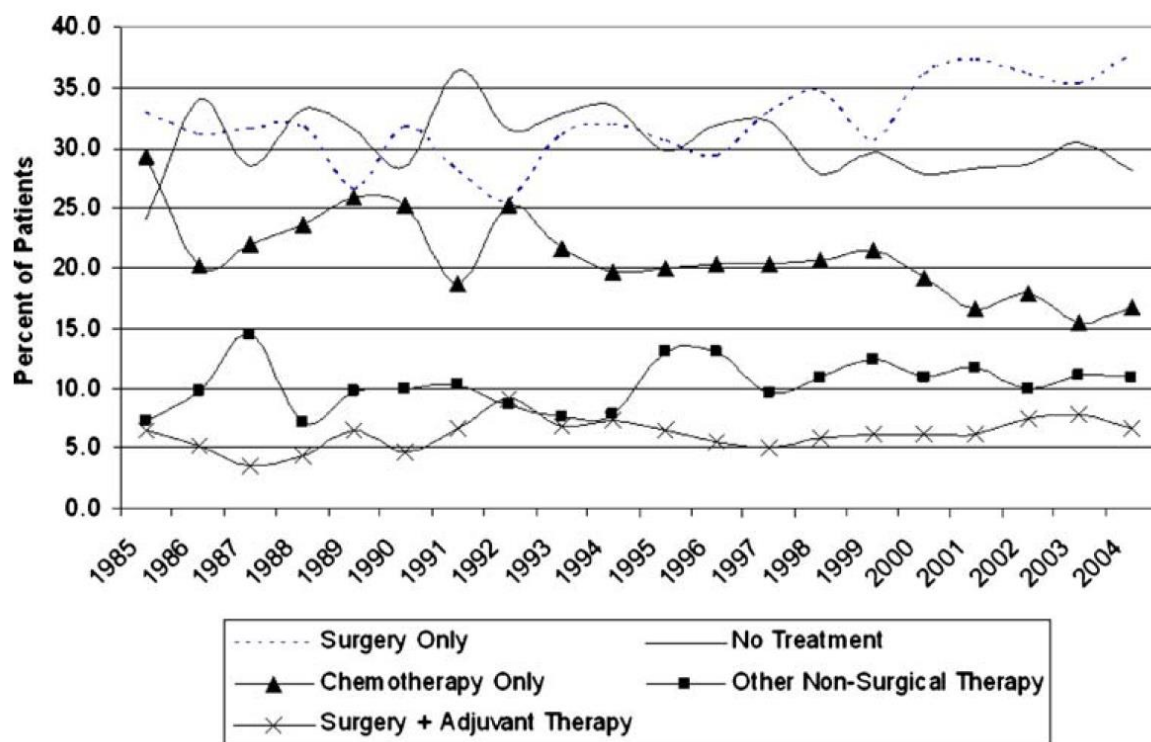 40.0
35.0
30.0
25.0
20.0
15.0
10.0
5.0
0.0
Percent of Patients
1985 1986 1987 1988 1989 1990 1991 1992 1993 1994 1995 1996 1997 1998 1999 2000 2001 2002 2003 2004
Surgery Only No Treatment
Chemotherapy Only Other Non-Surgical Therapy
Surgery + Adjuvant Therapy